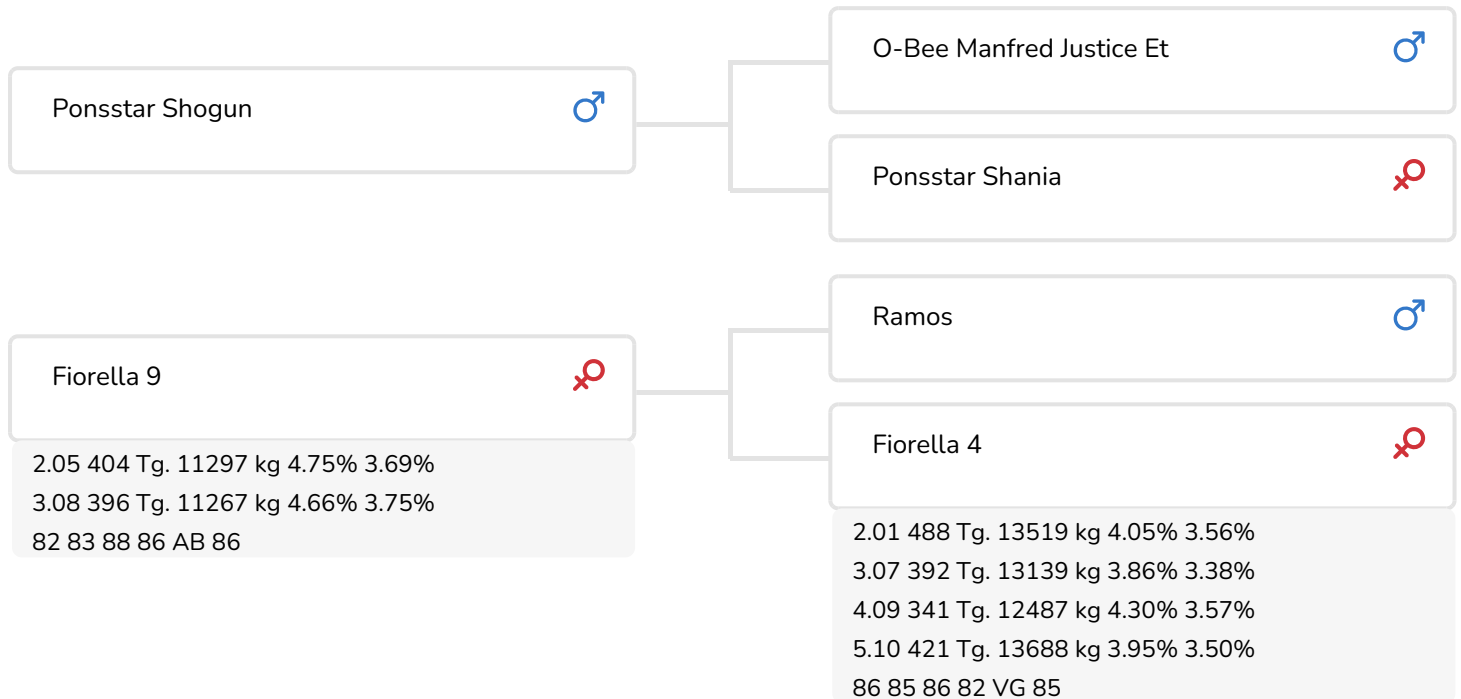 O-Bee Manfred Justice Et
Ponsstar Shogun
Ponsstar Shania
Ramos
Fiorella 9
Fiorella 4
2.05 404 Tg. 11297 kg 4.75% 3.69%
3.08 396 Tg. 11267 kg 4.66% 3.75%
82 83 88 86 AB 86
2.01 488 Tg. 13519 kg 4.05% 3.56%
3.07 392 Tg. 13139 kg 3.86% 3.38%
4.09 341 Tg. 12487 kg 4.30% 3.57%
5.10 421 Tg. 13688 kg 3.95% 3.50%
86 85 86 82 VG 85